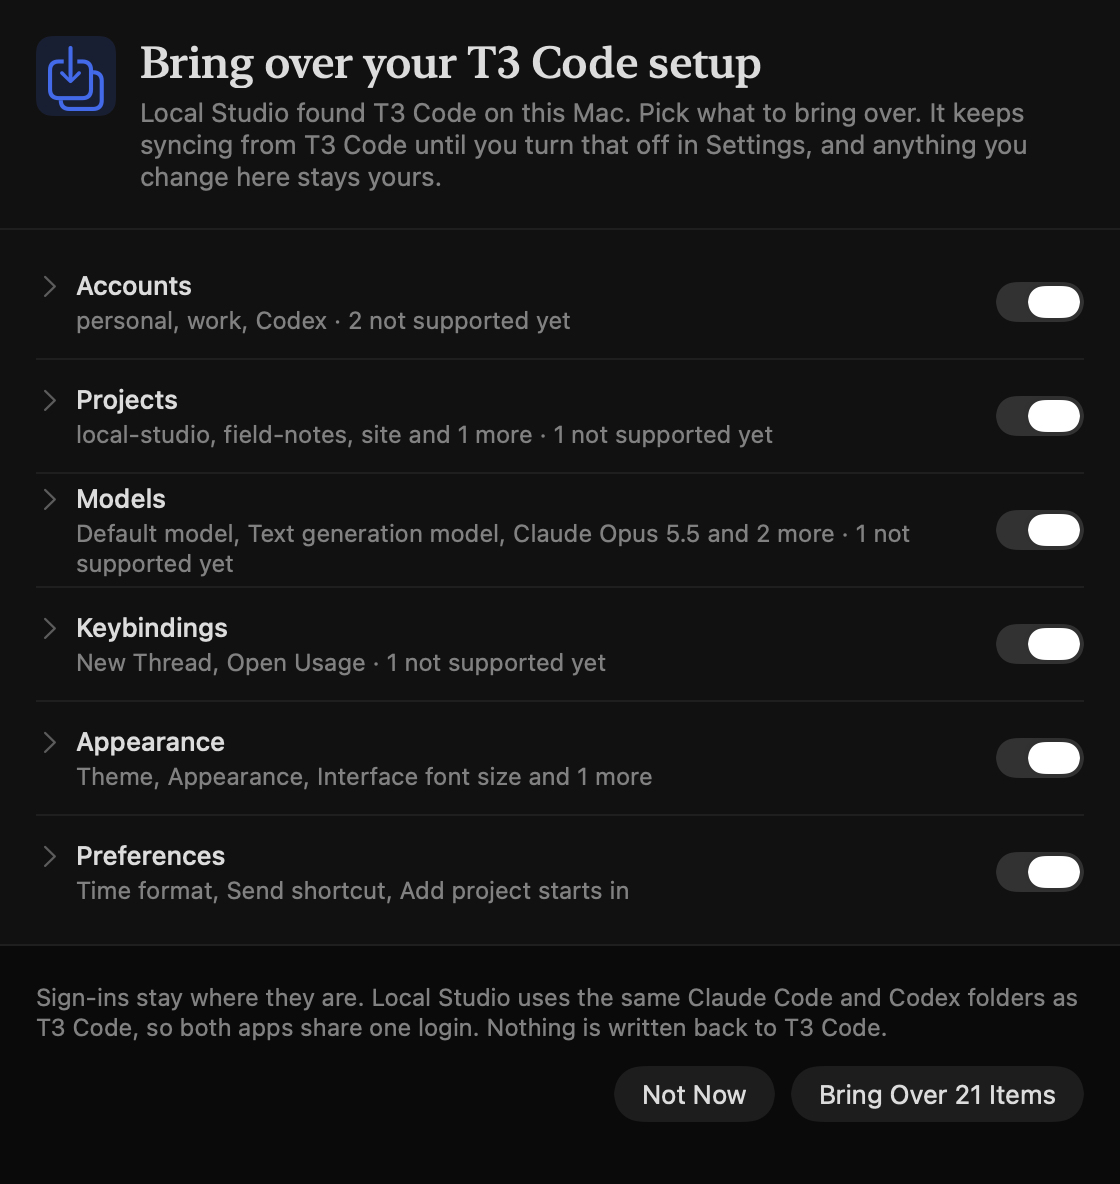 Bring over your T3 Code setup
Local Studio found T3 Code on this Mac. Pick what to bring over. It keeps
syncing from T3 Code until you turn that off in Settings, and anything you
change here stays yours.
Accounts
personal, work, Codex · 2 not supported yet
Projects
local-studio, field-notes, site and 1 more · 1 not supported yet
Models
Default model, Text generation model, Claude Opus 5.5 and 2 more · 1 not
supported yet
Keybindings
New Thread, Open Usage · 1 not supported yet
Appearance
Theme, Appearance, Interface font size and 1 more
Preferences
Time format, Send shortcut, Add project starts in
Sign-ins stay where they are. Local Studio uses the same Claude Code and Codex folders as
T3 Code, so both apps share one login. Nothing is written back to T3 Code.
Not Now
Bring Over 21 Items